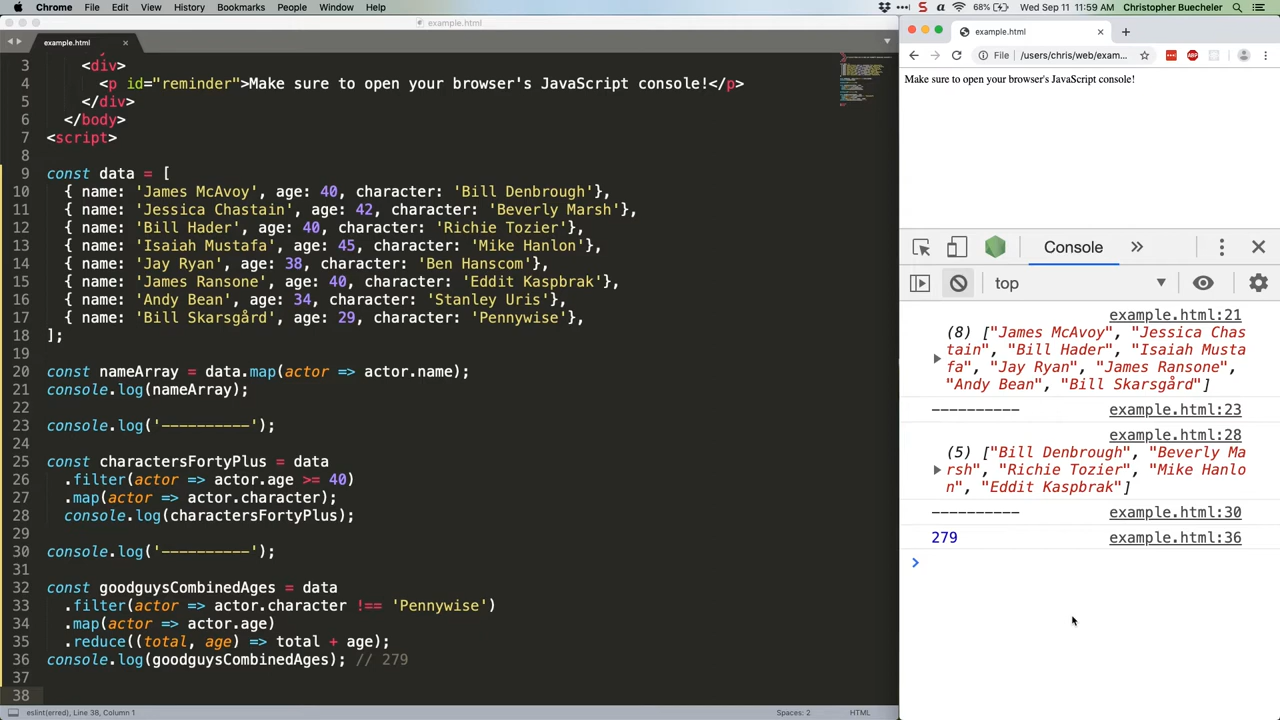 Chrome File Edit View History Bookmarks People Window Help 68% Wed Sep 11 11:59 AM Christopher Buecheler
example.html
example.html ×
3 <div>
4 <p id="reminder">Make sure to open your browser's JavaScript console!</p>
5 </div>
6 </body>
7 <script>
8
9 const data = [
10 { name: 'James McAvoy', age: 40, character: 'Bill Denbrough'},
11 { name: 'Jessica Chastain', age: 42, character: 'Beverly Marsh'},
12 { name: 'Bill Hader', age: 40, character: 'Richie Tozier'},
13 { name: 'Isaiah Mustafa', age: 45, character: 'Mike Hanlon'},
14 { name: 'Jay Ryan', age: 38, character: 'Ben Hanscom'},
15 { name: 'James Ransone', age: 40, character: 'Eddit Kaspbrak'},
16 { name: 'Andy Bean', age: 34, character: 'Stanley Uris'},
17 { name: 'Bill Skarsgård', age: 29, character: 'Pennywise'},
18 ];
19
20 const nameArray = data.map(actor => actor.name);
21 console.log(nameArray);
22
23 console.log('----------');
24
25 const charactersFortyPlus = data
26 .filter(actor => actor.age >= 40)
27 .map(actor => actor.character);
28 console.log(charactersFortyPlus);
29
30 console.log('----------');
31
32 const goodguysCombinedAges = data
33 .filter(actor => actor.character !== 'Pennywise')
34 .map(actor => actor.age)
35 .reduce((total, age) => total + age);
36 console.log(goodguysCombinedAges); // 279
37
38
eslint(erred), Line 38, Column 1 Spaces: 2 HTML
example.html × +
File /users/chris/web/exam... ABP
Make sure to open your browser's JavaScript console!
Console »
top
example.html:21
(8) ["James McAvoy", "Jessica Chas
tain", "Bill Hader", "Isaiah Musta
fa", "Jay Ryan", "James Ransone",
"Andy Bean", "Bill Skarsgård"]
---------- example.html:23
example.html:28
(5) ["Bill Denbrough", "Beverly Ma
rsh", "Richie Tozier", "Mike Hanlo
n", "Eddit Kaspbrak"]
---------- example.html:30
279 example.html:36